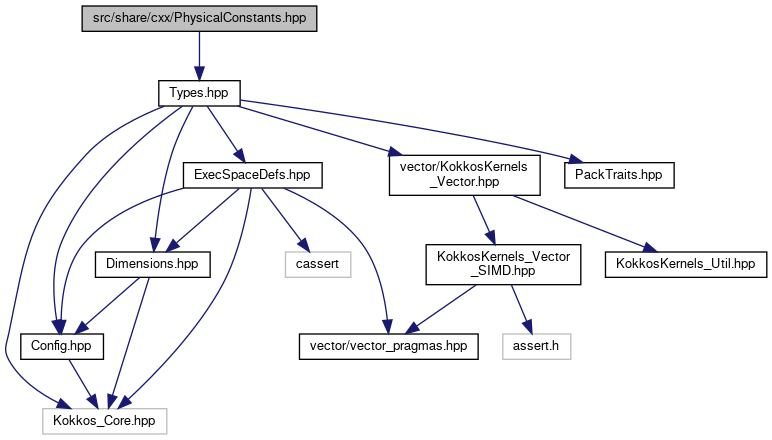 src/share/cxx/PhysicalConstants.hpp
Types.hpp
ExecSpaceDefs.hpp
vector/KokkosKernels
_Vector.hpp
PackTraits.hpp
Dimensions.hpp
cassert
KokkosKernels_Vector
_SIMD.hpp
KokkosKernels_Util.hpp
Config.hpp
vector/vector_pragmas.hpp
assert.h
Kokkos_Core.hpp